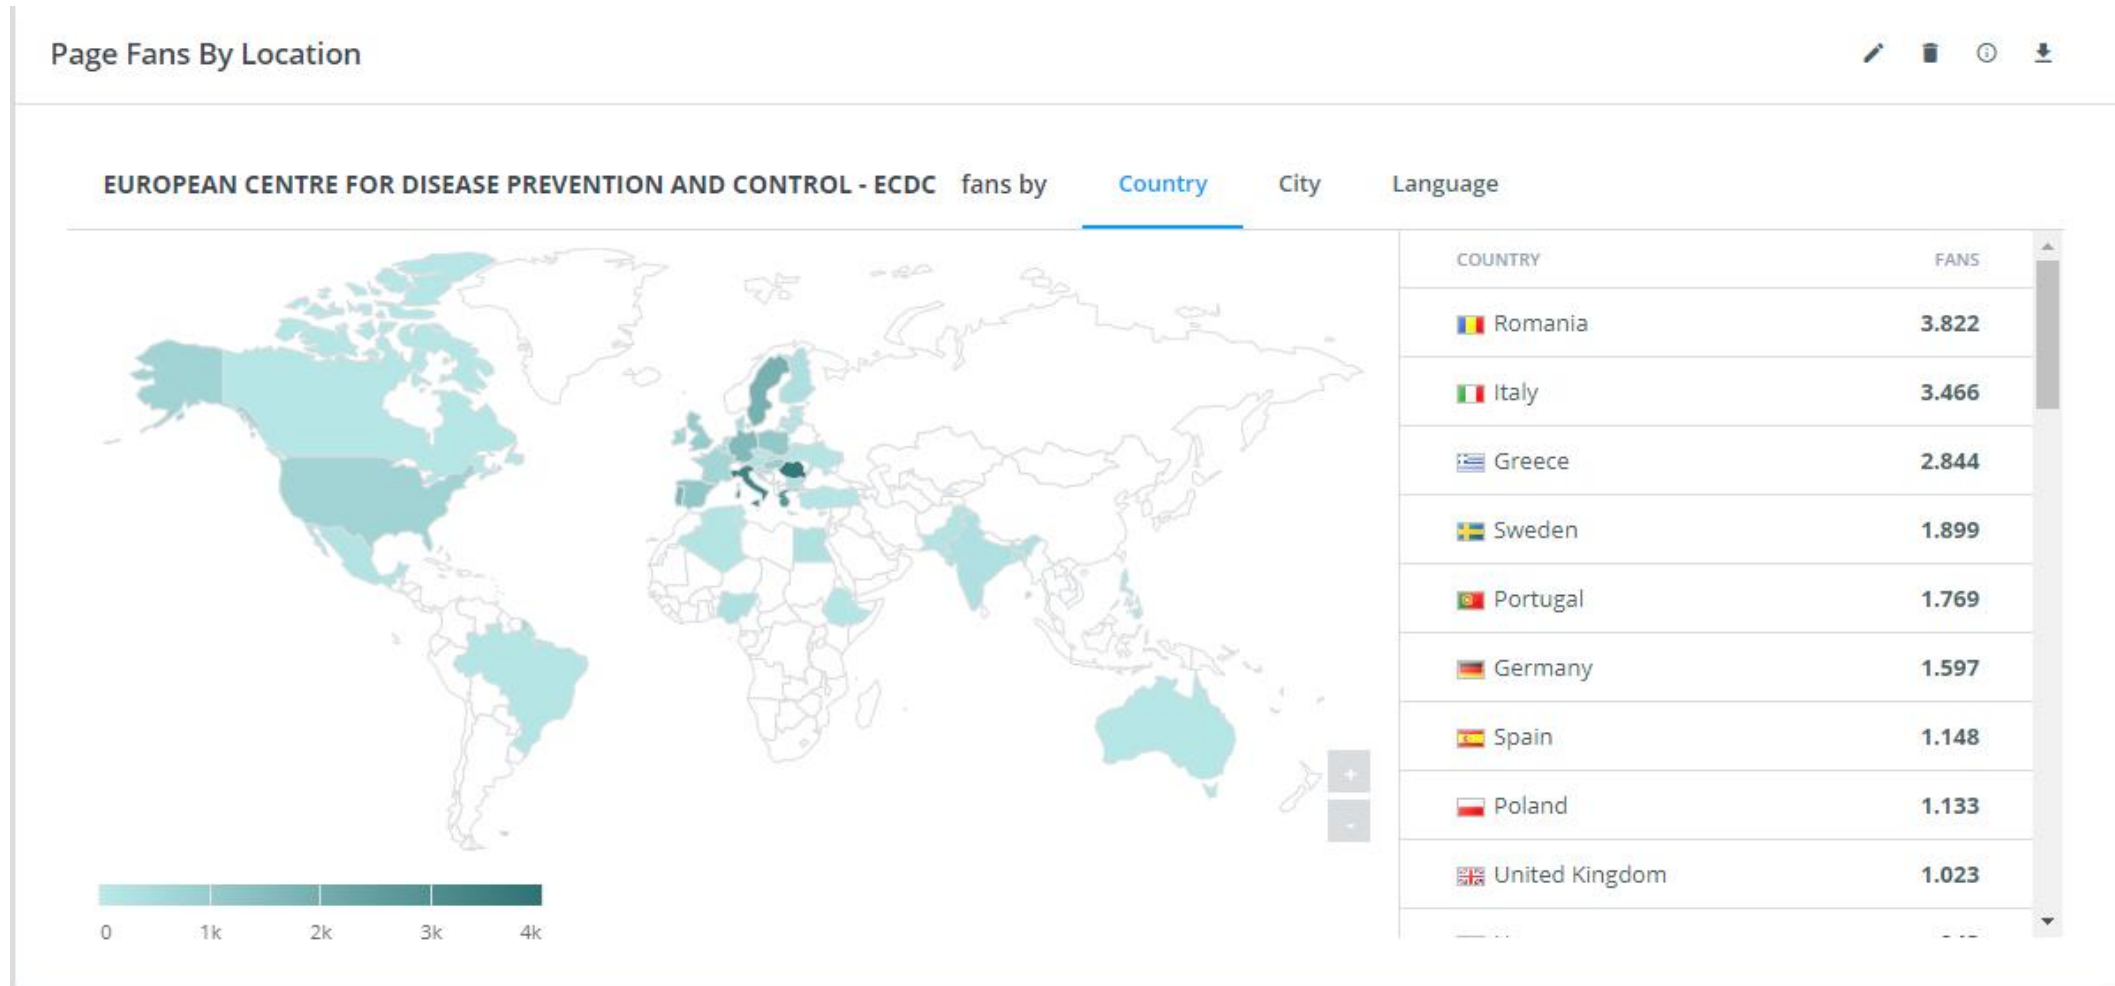 Page Fans By Location
EUROPEAN CENTRE FOR DISEASE PREVENTION AND CONTROL - ECDC fans by Country City Language
COUNTRY FANS
Romania 3.822
Italy 3.466
Greece 2.844
Sweden 1.899
Portugal 1.769
Germany 1.597
Spain 1.148
Poland 1.133
United Kingdom 1.023
+
-
0 1k 2k 3k 4k